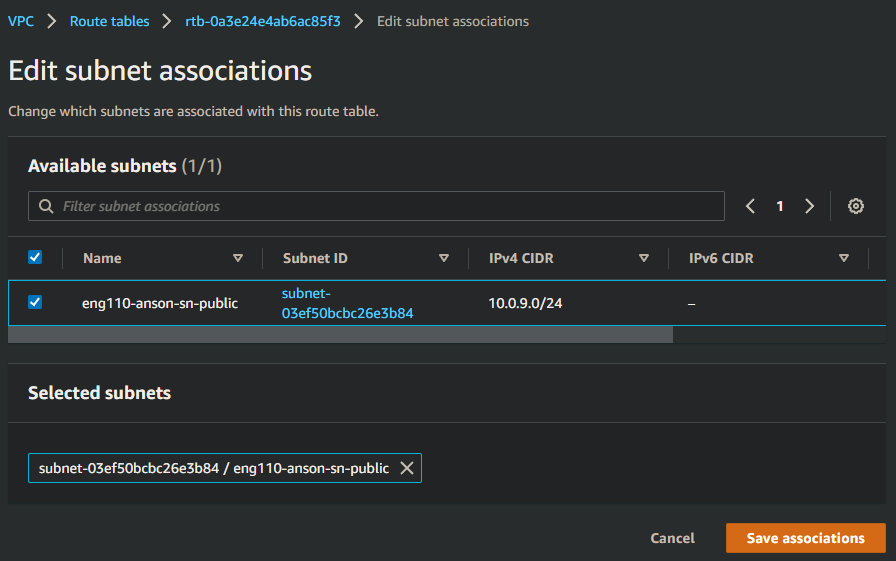 VPC > Route tables > rtb-0a3e24e4ab6ac85f3 > Edit subnet associations
Edit subnet associations
Change which subnets are associated with this route table.
Available subnets (1/1)
Filter subnet associations
1
Name Subnet ID IPv4 CIDR IPv6 CIDR
eng110-anson-sn-public subnet- 10.0.9.0/24 –
03ef50bcbc26e3b84
Selected subnets
subnet-03ef50bcbc26e3b84 / eng110-anson-sn-public
Cancel Save associations